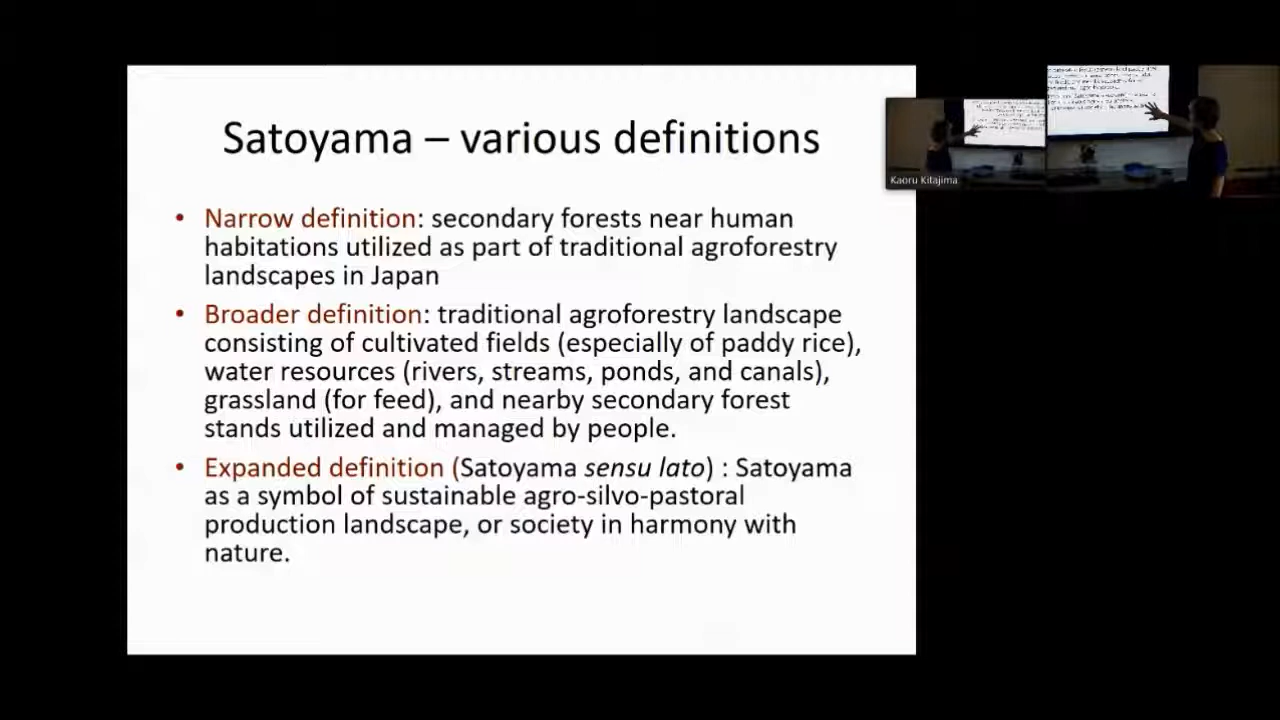 Satoyama – various definitions
• Narrow definition: secondary forests near human
habitations utilized as part of traditional agroforestry
landscapes in Japan
• Broader definition: traditional agroforestry landscape
consisting of cultivated fields (especially of paddy rice),
water resources (rivers, streams, ponds, and canals),
grassland (for feed), and nearby secondary forest
stands utilized and managed by people.
• Expanded definition (Satoyama sensu lato) : Satoyama
as a symbol of sustainable agro-silvo-pastoral
production landscape, or society in harmony with
nature.
Kaoru Kitajima